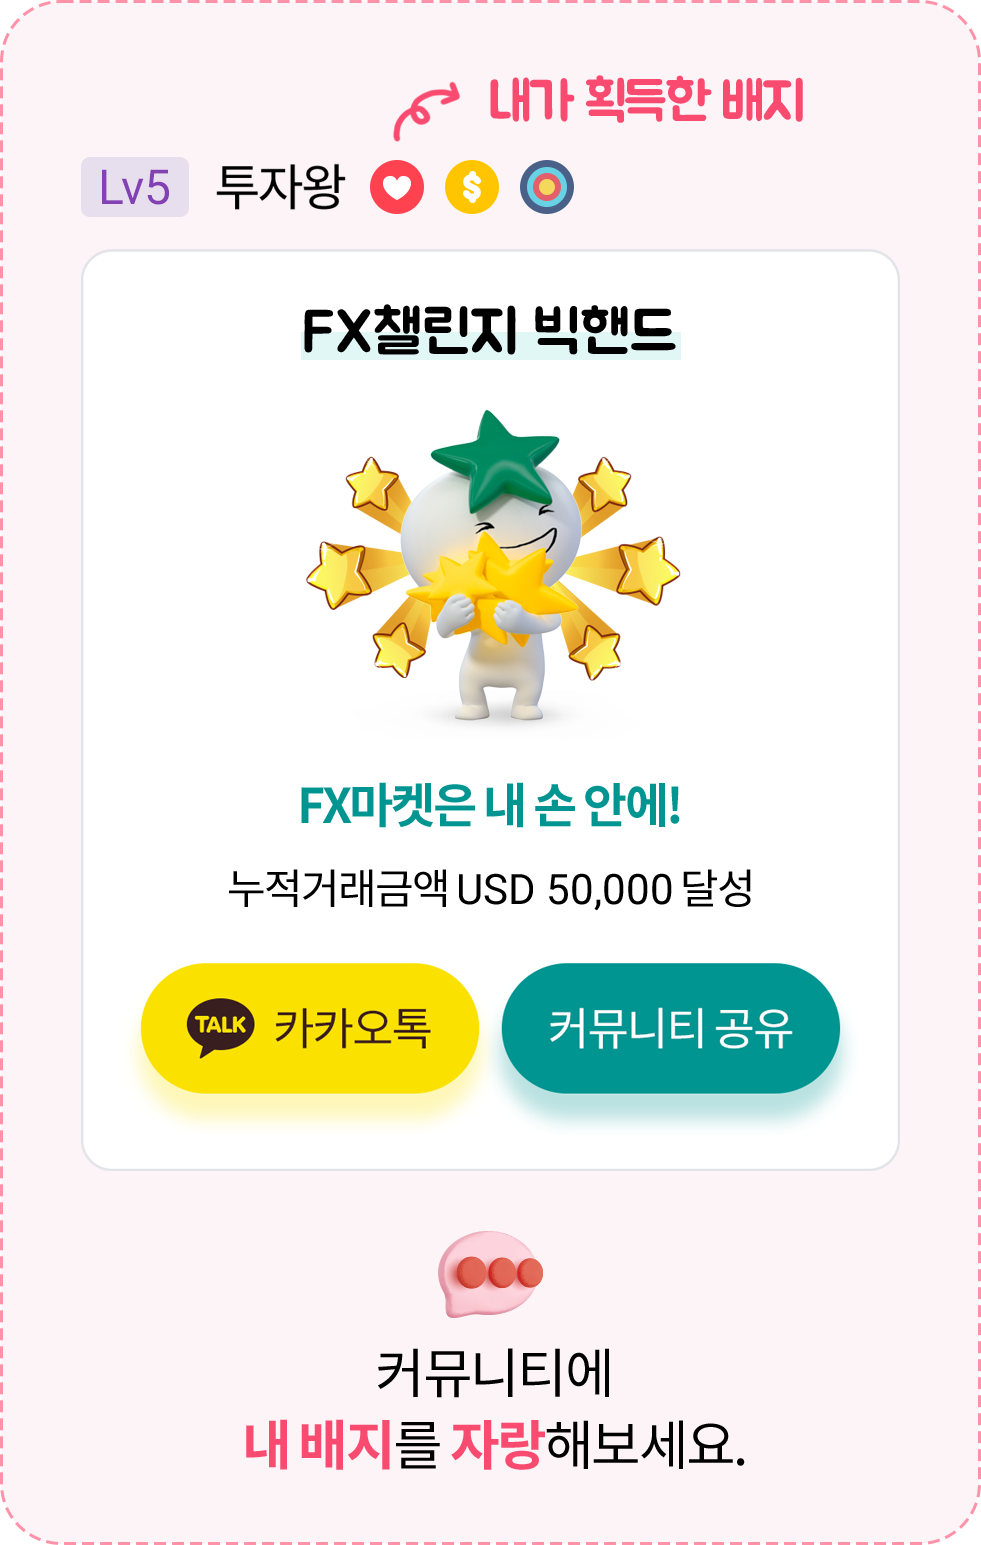 내가 획득한 배지
Lv5 투자왕
FX챌린지 빅핸드
FX마켓은 내 손 안에!
누적거래금액 USD 50,000 달성
TALK 카카오톡
커뮤니티 공유
커뮤니티에
내 배지를 자랑해보세요.